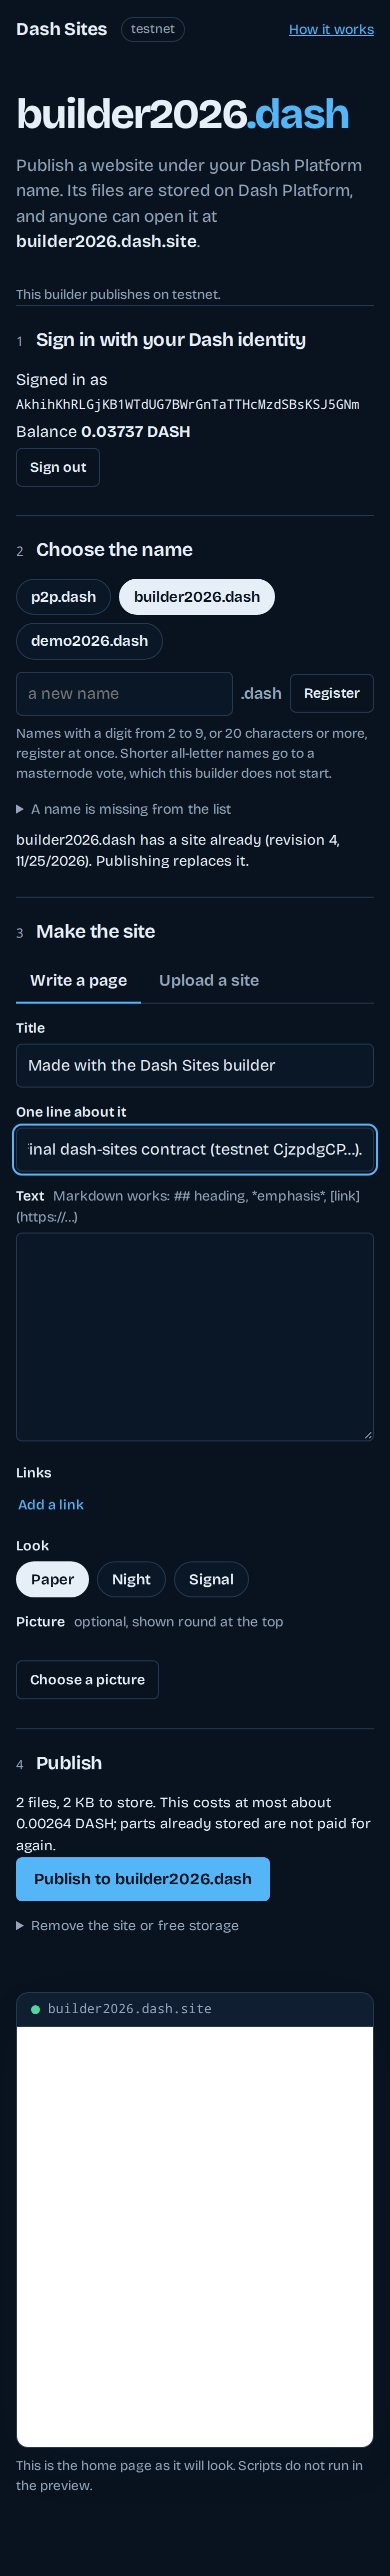 Dash Sites testnet How it works
builder2026.dash
Publish a website under your Dash Platform
name. Its files are stored on Dash Platform,
and anyone can open it at
builder2026.dash.site.
This builder publishes on testnet.
1 Sign in with your Dash identity
Signed in as
AkhihKhRLGjKB1WTdUG7BWrGnTaTTHcMzdSBsKSJ5GNm
Balance 0.03737 DASH
Sign out
2 Choose the name
p2p.dash builder2026.dash
demo2026.dash
a new name .dash Register
Names with a digit from 2 to 9, or 20 characters or more,
register at once. Shorter all-letter names go to a
masternode vote, which this builder does not start.
A name is missing from the list
builder2026.dash has a site already (revision 4,
11/25/2026). Publishing replaces it.
3 Make the site
Write a page Upload a site
Title
Made with the Dash Sites builder
One line about it
inal dash-sites contract (testnet CjzpdgCP…).
Text Markdown works: ## heading, *emphasis*, [link]
(https://…)
Links
Add a link
Look
Paper Night Signal
Picture optional, shown round at the top
Choose a picture
4 Publish
2 files, 2 KB to store. This costs at most about
0.00264 DASH; parts already stored are not paid for
again.
Publish to builder2026.dash
Remove the site or free storage
builder2026.dash.site
This is the home page as it will look. Scripts do not run in
the preview.